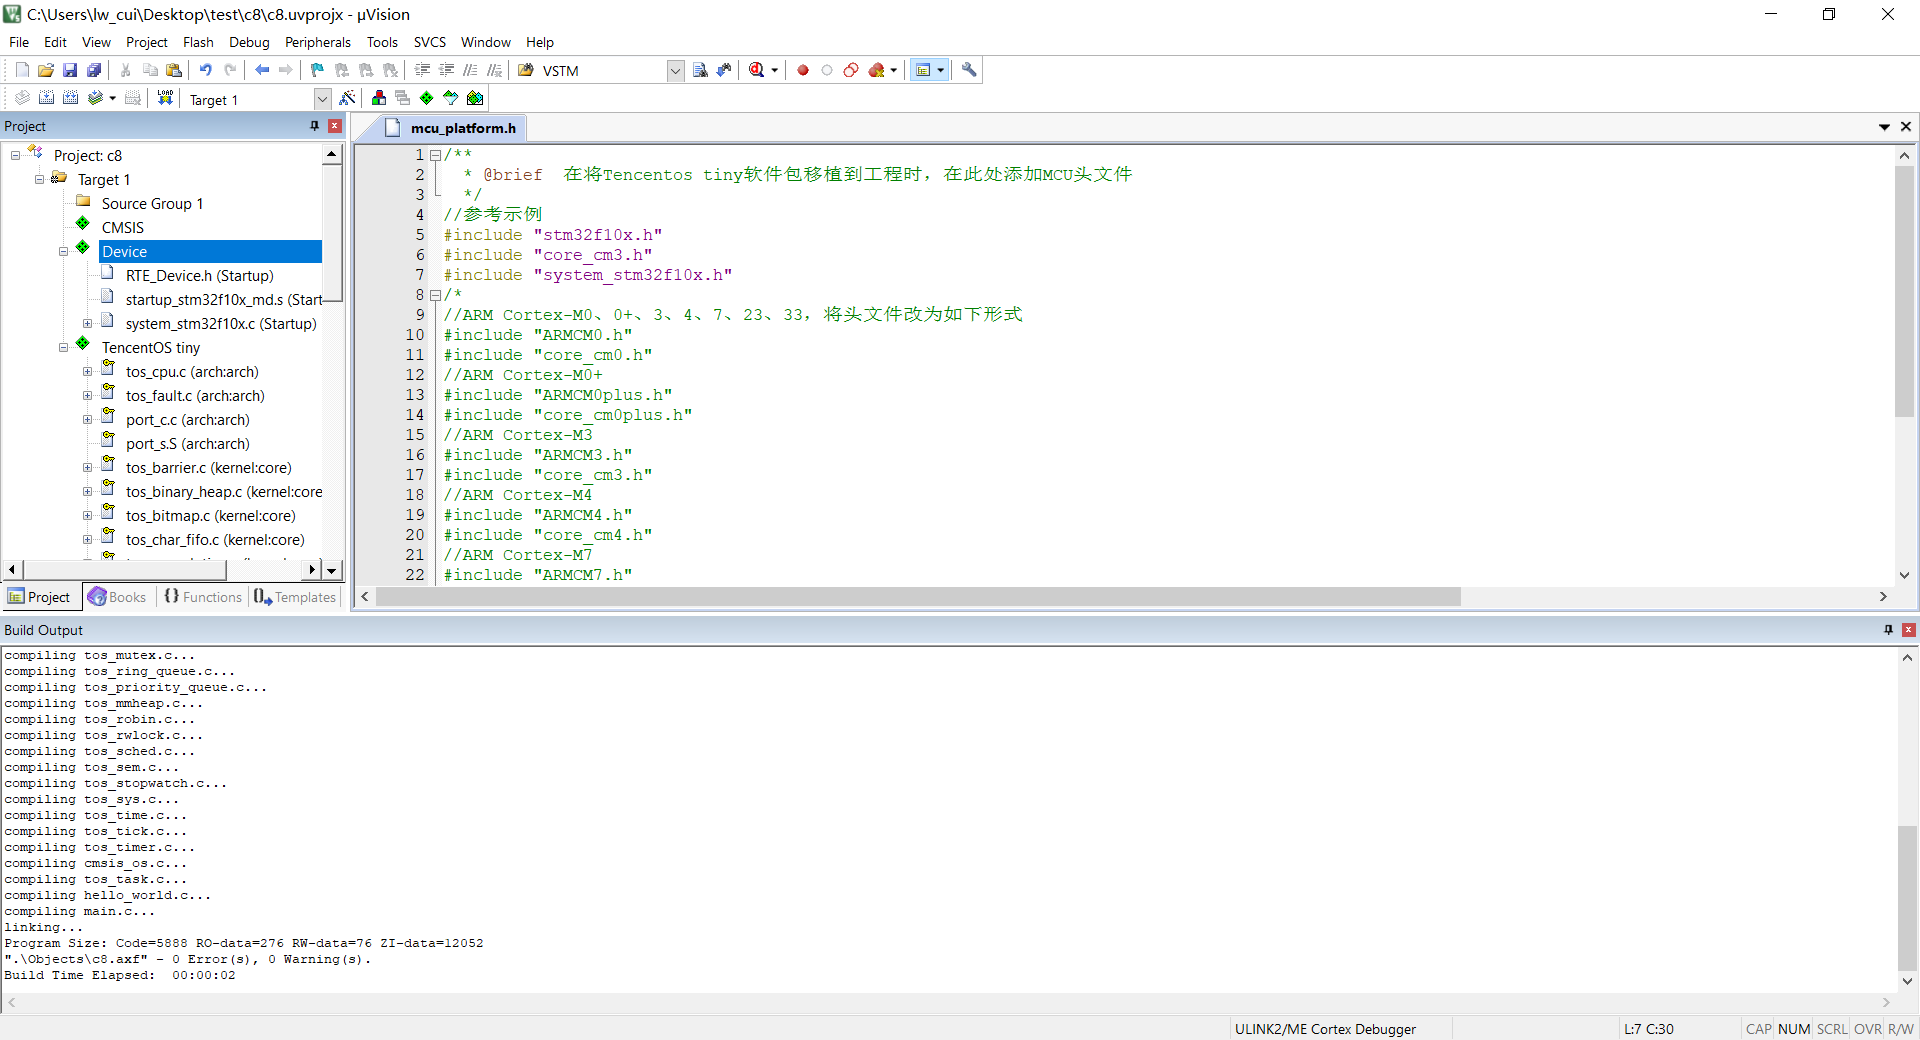 C:\Users\lw_cui\Desktop\test\c8\c8.uvprojx - µVision
File Edit View Project Flash Debug Peripherals Tools SVCS Window Help
VSTM
LOAD Target 1
Project
mcu_platform.h
Project: c8
Target 1
Source Group 1
CMSIS
Device
RTE_Device.h (Startup)
startup_stm32f10x_md.s (Start
system_stm32f10x.c (Startup)
TencentOS tiny
tos_cpu.c (arch:arch)
tos_fault.c (arch:arch)
port_c.c (arch:arch)
port_s.S (arch:arch)
tos_barrier.c (kernel:core)
tos_binary_heap.c (kernel:core
tos_bitmap.c (kernel:core)
tos_char_fifo.c (kernel:core)
Project Books Functions Templates
1 /**
2 * @brief 在将Tencentos tiny软件包移植到工程时，在此处添加MCU头文件
3 */
4 //参考示例
5 #include "stm32f10x.h"
6 #include "core_cm3.h"
7 #include "system_stm32f10x.h"
8 /*
9 //ARM Cortex-M0、0+、3、4、7、23、33，将头文件改为如下形式
10 #include "ARMCM0.h"
11 #include "core_cm0.h"
12 //ARM Cortex-M0+
13 #include "ARMCM0plus.h"
14 #include "core_cm0plus.h"
15 //ARM Cortex-M3
16 #include "ARMCM3.h"
17 #include "core_cm3.h"
18 //ARM Cortex-M4
19 #include "ARMCM4.h"
20 #include "core_cm4.h"
21 //ARM Cortex-M7
22 #include "ARMCM7.h"
Build Output
compiling tos_mutex.c...
compiling tos_ring_queue.c...
compiling tos_priority_queue.c...
compiling tos_mmheap.c...
compiling tos_robin.c...
compiling tos_rwlock.c...
compiling tos_sched.c...
compiling tos_sem.c...
compiling tos_stopwatch.c...
compiling tos_sys.c...
compiling tos_time.c...
compiling tos_tick.c...
compiling tos_timer.c...
compiling cmsis_os.c...
compiling tos_task.c...
compiling hello_world.c...
compiling main.c...
linking...
Program Size: Code=5888 RO-data=276 RW-data=76 ZI-data=12052
".\Objects\c8.axf" - 0 Error(s), 0 Warning(s).
Build Time Elapsed:  00:00:02
ULINK2/ME Cortex Debugger L:7 C:30 CAP NUM SCRL OVR R/W